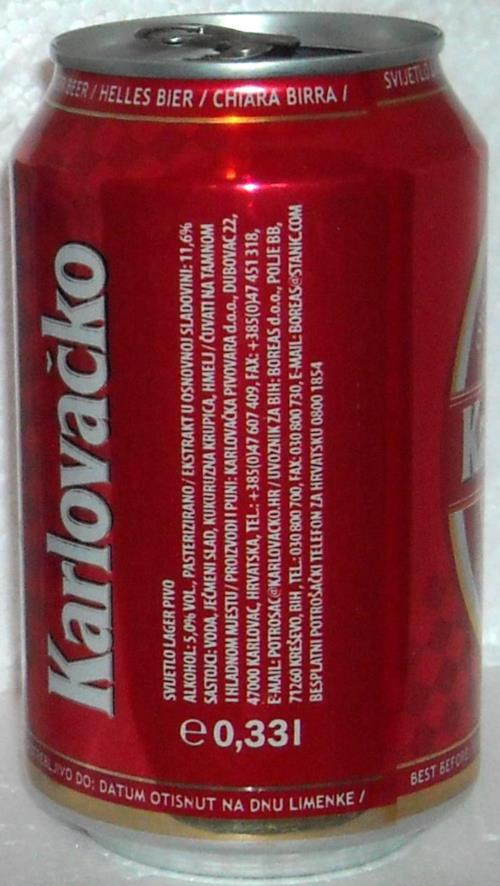 BEER / HELLES BIER / CHIARA BIRRA /
SVIJETLO
Karlovačko
SVIJETLO LAGER PIVO
ALKOHOL: 5,0% VOL., PASTERIZIRANO / EKSTRAKT U OSNOVNOJ SLADOVINI: 11,6%
SASTOJCI: VODA, JEČMENI SLAD, KUKURUZNA KRUPICA, HMELJ / ČUVATI NA TAMNOM
I HLADNOM MJESTU / PROIZVODI I PUNI: KARLOVAČKA PIVOVARA d.o.o., DUBOVAC 22,
47000 KARLOVAC, HRVATSKA, TEL.: +385(0)47 607 409, FAX: +385(0)47 451 318,
E-MAIL: POTROSAC@KARLOVACKO.HR / UVOZNIK ZA BIH: BOREAS d.o.o., POLJE BB,
71260 KREŠEVO, BIH, TEL.: 030 800 700, FAX: 030 800 730, E-MAIL: BOREAS@STANIC.COM
BESPLATNI POTROŠAČKI TELEFON ZA HRVATSKU 0800 1854
e 0,33l
DO: DATUM OTISNUT NA DNU LIMENKE /
BEST BEFORE